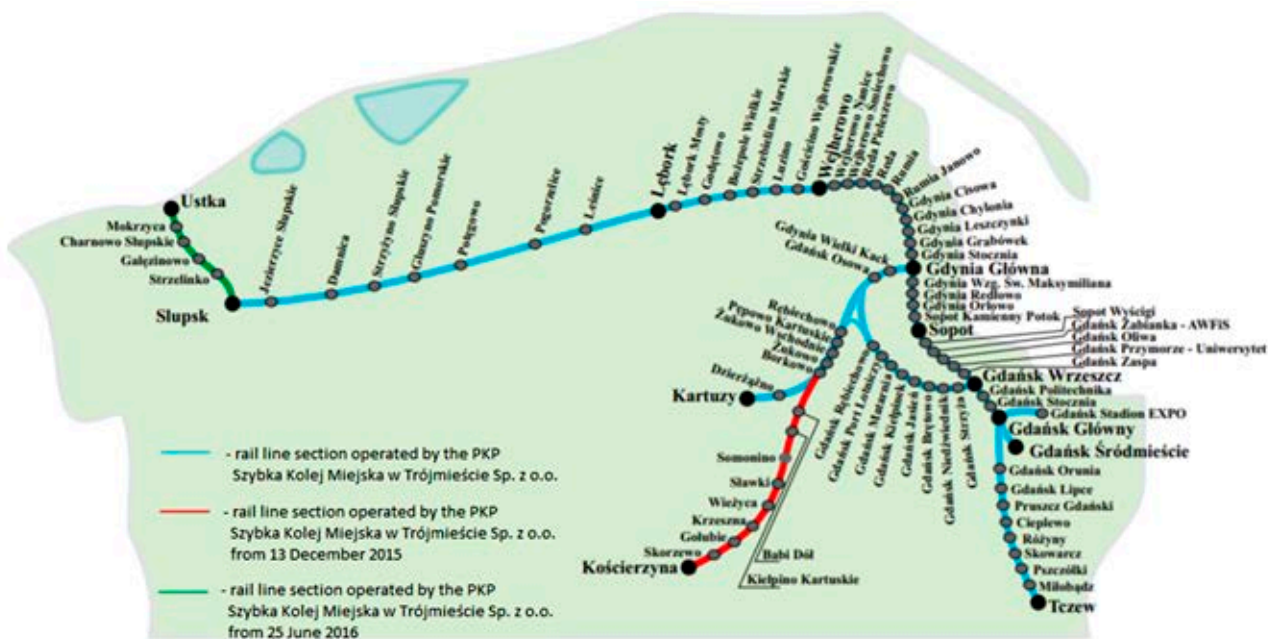 Ustka
Mokrzyca
Charnowo Słupskie
Gałęzinowo
Strzelinko
Słupsk
Jezierzyce Słupskie
Damnica
Strzyżyno Słupskie
Głuszyno Pomorskie
Potęgowo
Pogorzelice
Leśnice
Lębork
Lębork Mosty
Godętowo
Bożepole Wielkie
Strzebielino Morskie
Luzino
Gościcino Wejherowskie
Wejherowo
Wejherowo Nanice
Wejherowo Śmiechowo
Reda Pieleszewo
Reda
Rumia
Rumia Janowo
Gdynia Cisowa
Gdynia Chylonia
Gdynia Leszczynki
Gdynia Grabówek
Gdynia Stocznia
Gdynia Główna
Gdynia Wielki Kack
Gdańsk Osowa
Gdynia Wzg. Św. Maksymiliana
Gdynia Redłowo
Gdynia Orłowo
Sopot Kamienny Potok
Sopot
Sopot Wyścigi
Gdańsk Żabianka - AWFiS
Gdańsk Oliwa
Gdańsk Przymorze - Uniwersytet
Gdańsk Zaspa
Gdańsk Wrzeszcz
Gdańsk Politechnika
Gdańsk Stocznia
Gdańsk Stadion EXPO
Gdańsk Główny
Gdańsk Śródmieście
Gdańsk Orunia
Gdańsk Lipce
Pruszcz Gdański
Cieplewo
Różyny
Skowarcz
Pszczółki
Miłobądz
Tczew
Rębiechowo
Pępowo Kartuskie
Żukowo Wschodnie
Żukowo
Borkowo
Dzierżążno
Kartuzy
Gdańsk Rębiechowo
Gdańsk Port Lotniczy
Gdańsk Matarnia
Gdańsk Kiełpinek
Gdańsk Jasień
Gdańsk Brętowo
Gdańsk Niedźwiednik
Gdańsk Strzyża
Somonino
Sławki
Wieżyca
Krzeszna
Gołubie
Skorzewo
Kościerzyna
Babi Dół
Kiełpino Kartuskie
- rail line section operated by the PKP
Szybka Kolej Miejska w Trójmieście Sp. z o.o.
- rail line section operated by the PKP
Szybka Kolej Miejska w Trójmieście Sp. z o.o.
from 13 December 2015
- rail line section operated by the PKP
Szybka Kolej Miejska w Trójmieście Sp. z o.o.
from 25 June 2016